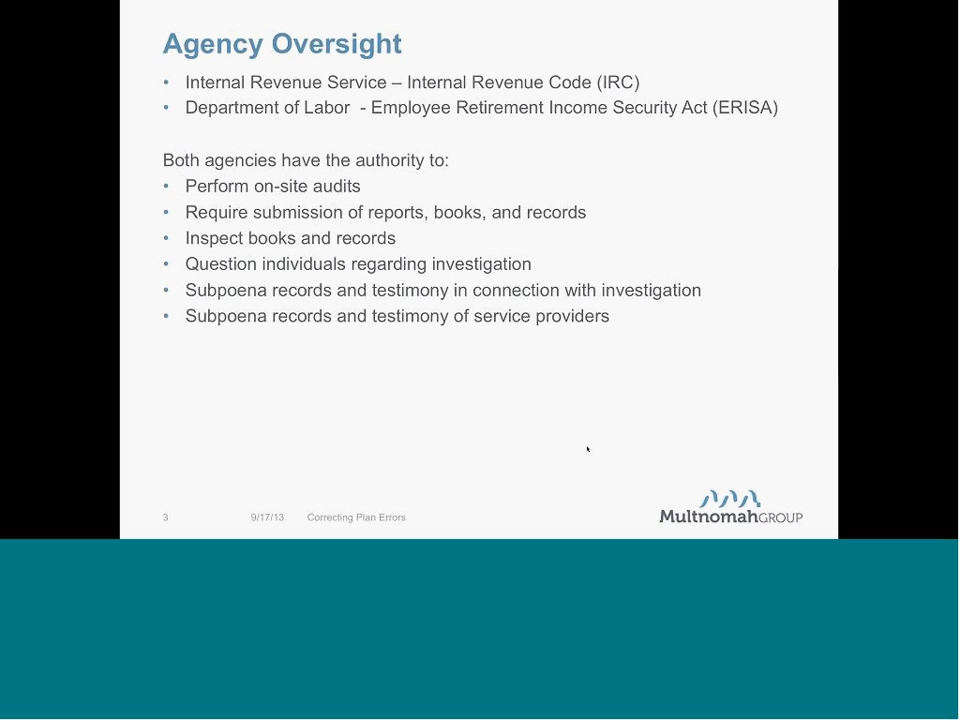 Agency Oversight
• Internal Revenue Service – Internal Revenue Code (IRC)
• Department of Labor - Employee Retirement Income Security Act (ERISA)
Both agencies have the authority to:
• Perform on-site audits
• Require submission of reports, books, and records
• Inspect books and records
• Question individuals regarding investigation
• Subpoena records and testimony in connection with investigation
• Subpoena records and testimony of service providers
3 9/17/13 Correcting Plan Errors
MultnomahGROUP